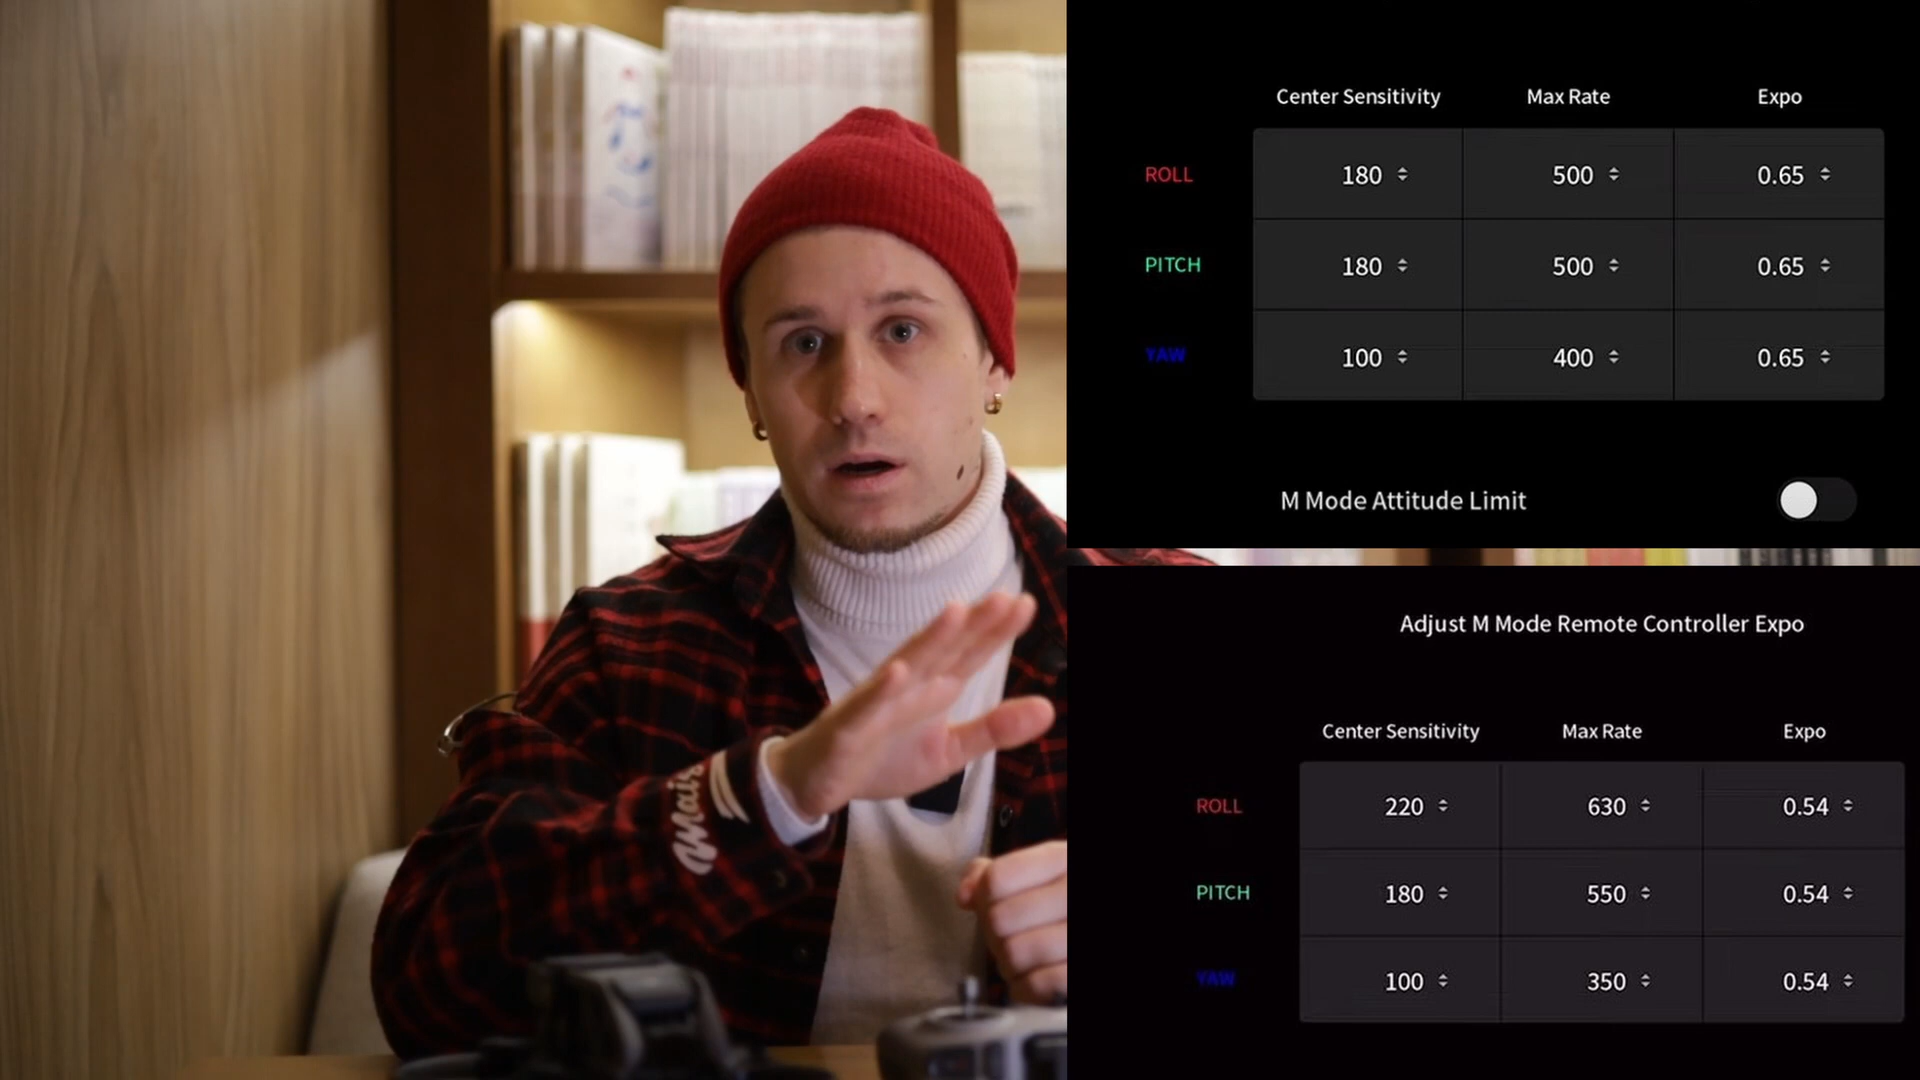 Center Sensitivity Max Rate Expo
ROLL 180 500 0.65
PITCH 180 500 0.65
YAW 100 400 0.65
M Mode Attitude Limit
Adjust M Mode Remote Controller Expo
Center Sensitivity Max Rate Expo
ROLL 220 630 0.54
PITCH 180 550 0.54
YAW 100 350 0.54
Mais